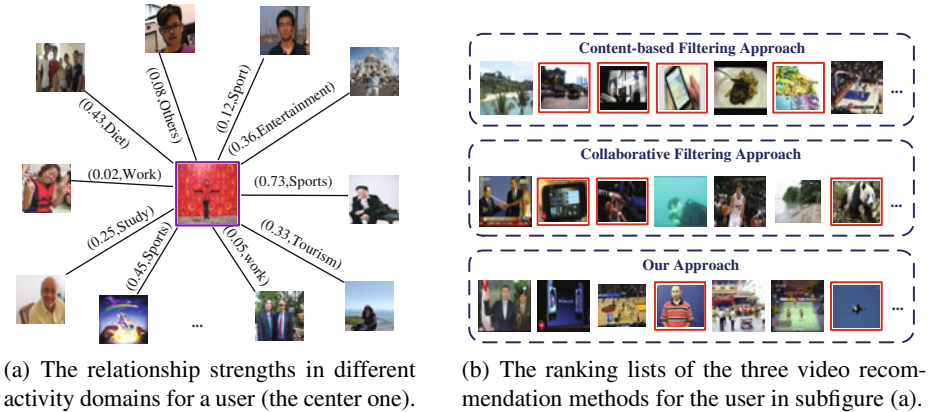 (0.43,Diet)
(0.08,Others)
(0.12,Sport)
(0.36,Entertainment)
(0.02,Work)
(0.73,Sports)
(0.25,Study)
(0.45,Sports)
(0.05,work)
(0.33,Tourism)
...
(a) The relationship strengths in different
activity domains for a user (the center one).
Content-based Filtering Approach
...
Collaborative Filtering Approach
...
Our Approach
...
(b) The ranking lists of the three video recom-
mendation methods for the user in subfigure (a).